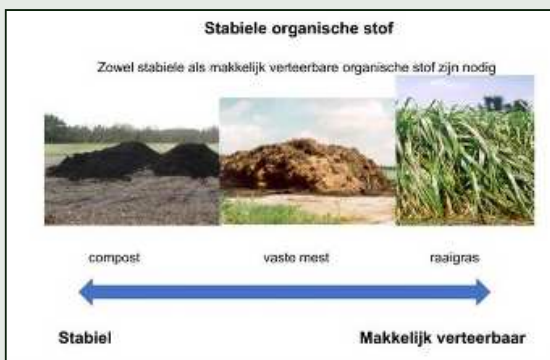 Stabiele organische stof
Zowel stabiele als makkelijk verteerbare organische stof zijn nodig
compost vaste mest raaigras
Stabiel Makkelijk verteerbaar